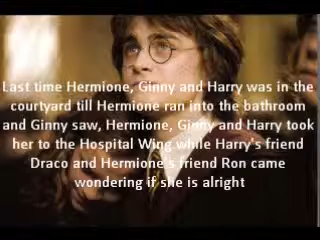 Last time Hermione, Ginny and Harry was in the
courtyard till Hermione ran into the bathroom
and Ginny saw, Hermione, Ginny and Harry took
her to the Hospital Wing while Harry's friend
Draco and Hermione's friend Ron came
wondering if she is alright